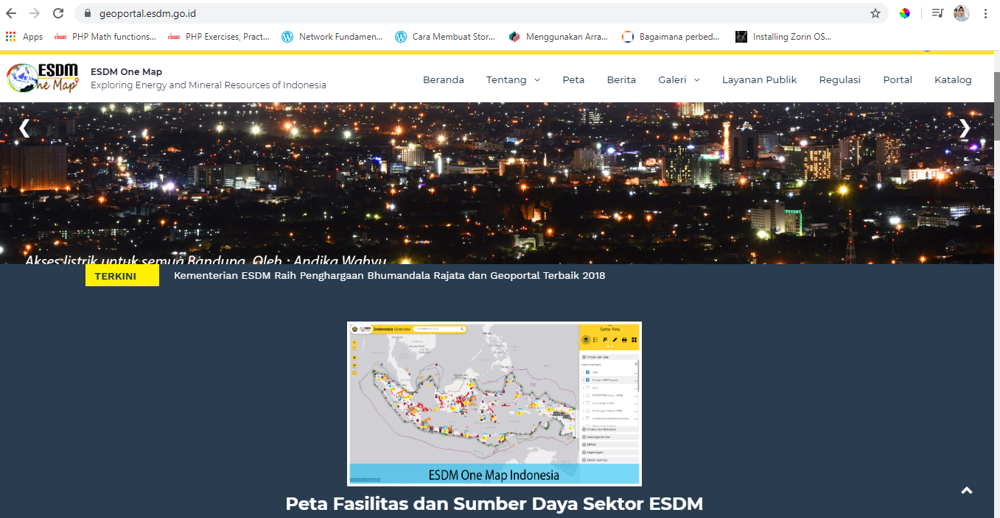 geoportal.esdm.go.id
Apps
PHP Math functions...
PHP Exercises, Pract...
Network Fundamen...
Cara Membuat Stor...
Menggunakan Arra...
Bagaimana perbed...
Installing Zorin OS...
ESDM
One Map
ESDM One Map
Exploring Energy and Mineral Resources of Indonesia
Beranda
Tentang
Peta
Berita
Galeri
Layanan Publik
Regulasi
Portal
Katalog
Akses listrik untuk semua Bandung. Oleh : Andika Wahyu
TERKINI
Kementerian ESDM Raih Penghargaan Bhumandala Rajata dan Geoportal Terbaik 2018
Indonesia Overview
Daftar Peta
ESDM One Map Indonesia
Peta Fasilitas dan Sumber Daya Sektor ESDM